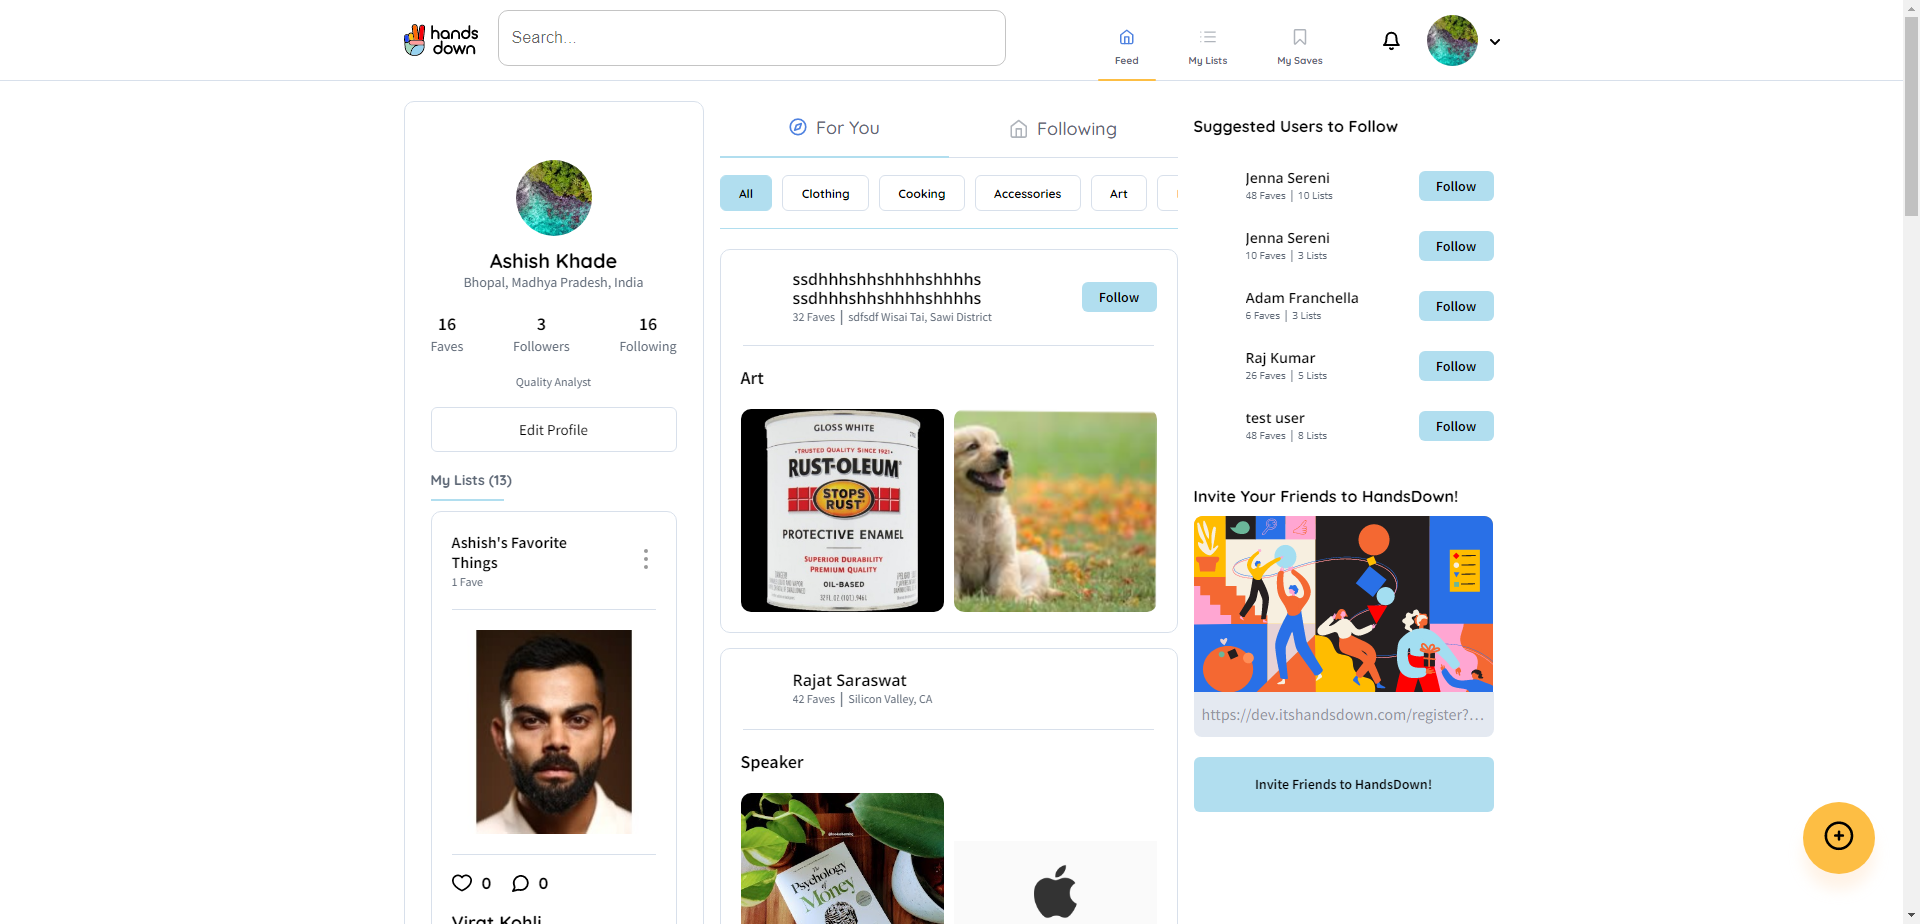 hands
down
Search...
Feed
My Lists
My Saves
Ashish Khade
Bhopal, Madhya Pradesh, India
16
3
16
Faves
Followers
Following
Quality Analyst
Edit Profile
My Lists (13)
Ashish's Favorite
Things
1 Fave
0
0
Virat Kohli
For You
Following
All
Clothing
Cooking
Accessories
Art
ssdhhhshhshhhhshhhhs
ssdhhhshhshhhhshhhhs
32 Faves | sdfsdf Wisai Tai, Sawi District
Follow
Art
GLOSS WHITE
TRUSTED QUALITY SINCE 1921
RUST-OLEUM
STOPS
RUST
PROTECTIVE ENAMEL
SUPERIOR DURABILITY
PREMIUM QUALITY
OIL-BASED
Rajat Saraswat
42 Faves | Silicon Valley, CA
Speaker
The
Psychology
of
Money
Suggested Users to Follow
Jenna Sereni
48 Faves | 10 Lists
Follow
Jenna Sereni
10 Faves | 3 Lists
Follow
Adam Franchella
6 Faves | 3 Lists
Follow
Raj Kumar
26 Faves | 5 Lists
Follow
test user
48 Faves | 8 Lists
Follow
Invite Your Friends to HandsDown!
https://dev.itshandsdown.com/register?...
Invite Friends to HandsDown!